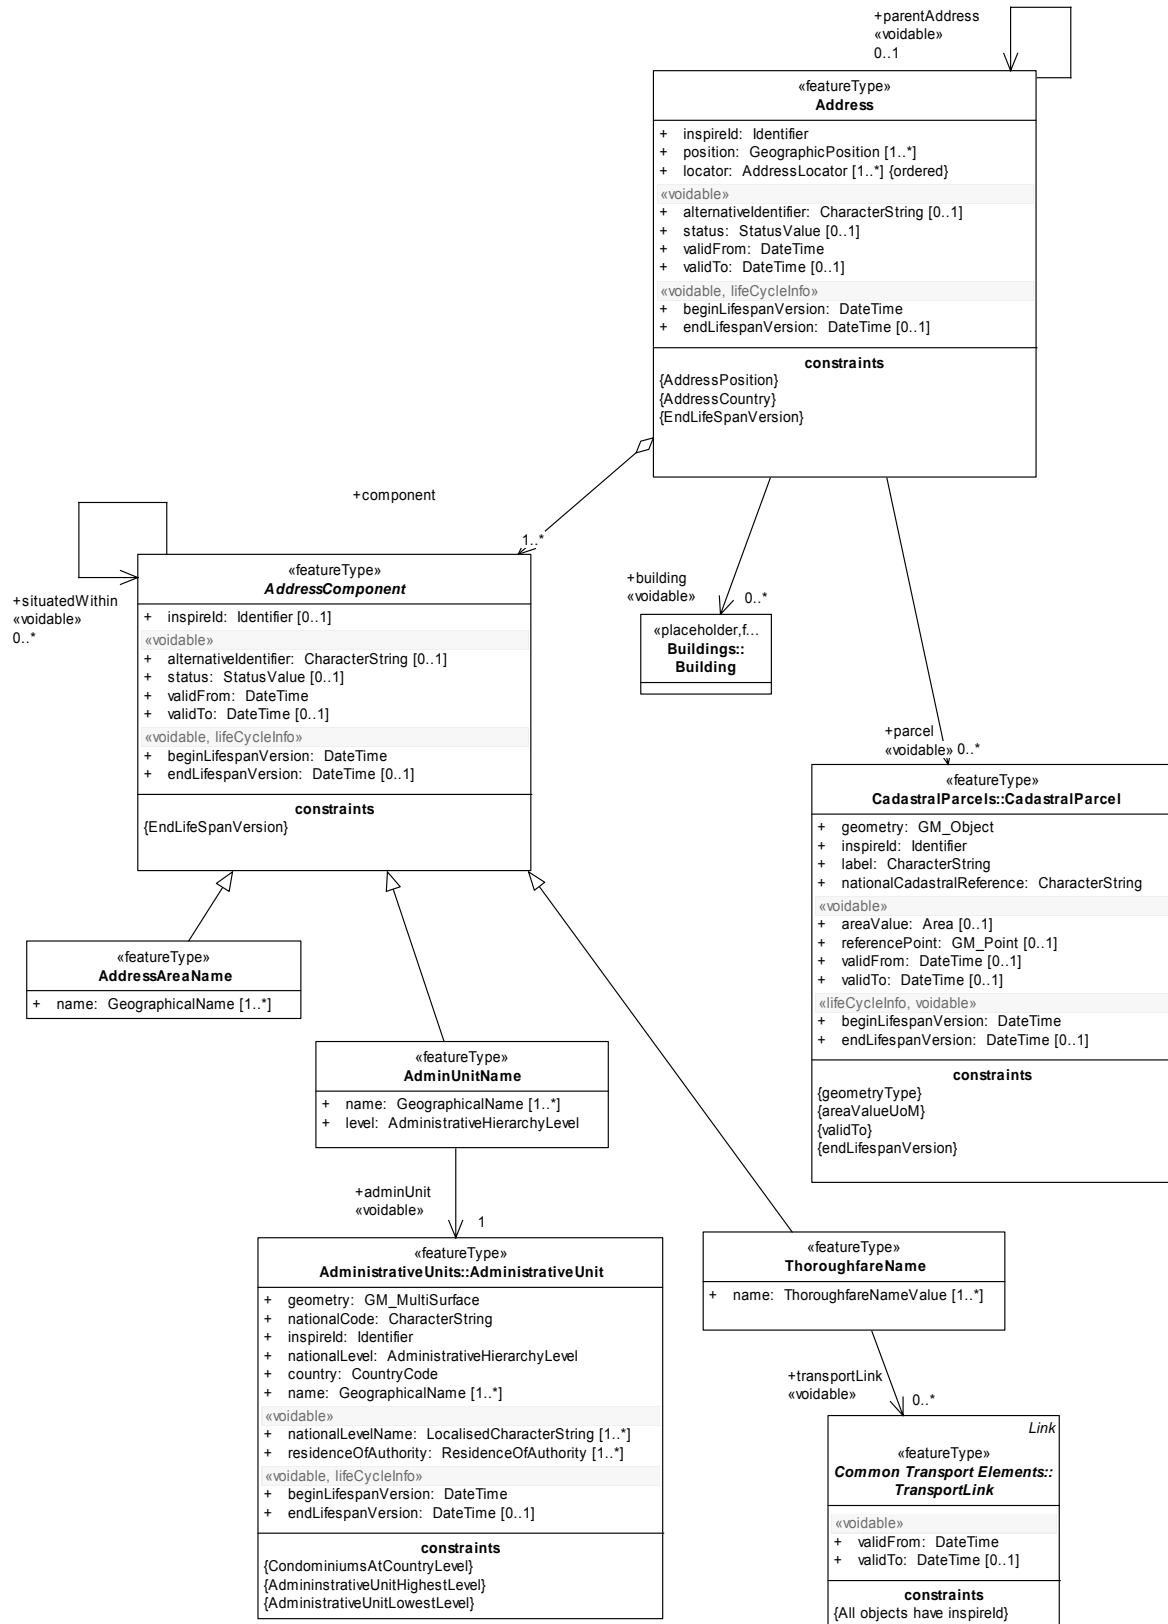 +parentAddress
«voidable»
0..1
«featureType»
Address
+ inspireId: Identifier
+ position: GeographicPosition [1..*]
+ locator: AddressLocator [1..*] {ordered}
«voidable»
+ alternativeIdentifier: CharacterString [0..1]
+ status: StatusValue [0..1]
+ validFrom: DateTime
+ validTo: DateTime [0..1]
«voidable, lifeCycleInfo»
+ beginLifespanVersion: DateTime
+ endLifespanVersion: DateTime [0..1]
constraints
{AddressPosition}
{AddressCountry}
{EndLifeSpanVersion}
+component
1..*
+situatedWithin
«voidable»
0..*
«featureType»
AddressComponent
+ inspireId: Identifier [0..1]
«voidable»
+ alternativeIdentifier: CharacterString [0..1]
+ status: StatusValue [0..1]
+ validFrom: DateTime
+ validTo: DateTime [0..1]
«voidable, lifeCycleInfo»
+ beginLifespanVersion: DateTime
+ endLifespanVersion: DateTime [0..1]
constraints
{EndLifeSpanVersion}
+building
«voidable»
0..*
«placeholder,f...
Buildings::
Building
+parcel
«voidable» 0..*
«featureType»
CadastralParcels::CadastralParcel
+ geometry: GM_Object
+ inspireId: Identifier
+ label: CharacterString
+ nationalCadastralReference: CharacterString
«voidable»
+ areaValue: Area [0..1]
+ referencePoint: GM_Point [0..1]
+ validFrom: DateTime [0..1]
+ validTo: DateTime [0..1]
«lifeCycleInfo, voidable»
+ beginLifespanVersion: DateTime
+ endLifespanVersion: DateTime [0..1]
constraints
{geometryType}
{areaValueUoM}
{validTo}
{endLifespanVersion}
«featureType»
AddressAreaName
+ name: GeographicalName [1..*]
«featureType»
AdminUnitName
+ name: GeographicalName [1..*]
+ level: AdministrativeHierarchyLevel
+adminUnit
«voidable»
1
«featureType»
AdministrativeUnits::AdministrativeUnit
+ geometry: GM_MultiSurface
+ nationalCode: CharacterString
+ inspireId: Identifier
+ nationalLevel: AdministrativeHierarchyLevel
+ country: CountryCode
+ name: GeographicalName [1..*]
«voidable»
+ nationalLevelName: LocalisedCharacterString [1..*]
+ residenceOfAuthority: ResidenceOfAuthority [1..*]
«voidable, lifeCycleInfo»
+ beginLifespanVersion: DateTime
+ endLifespanVersion: DateTime [0..1]
constraints
{CondominiumsAtCountryLevel}
{AdmininstrativeUnitHighestLevel}
{AdministrativeUnitLowestLevel}
«featureType»
ThoroughfareName
+ name: ThoroughfareNameValue [1..*]
+transportLink
«voidable»
0..*
Link
«featureType»
Common Transport Elements::
TransportLink
«voidable»
+ validFrom: DateTime
+ validTo: DateTime [0..1]
constraints
{All objects have inspireId}